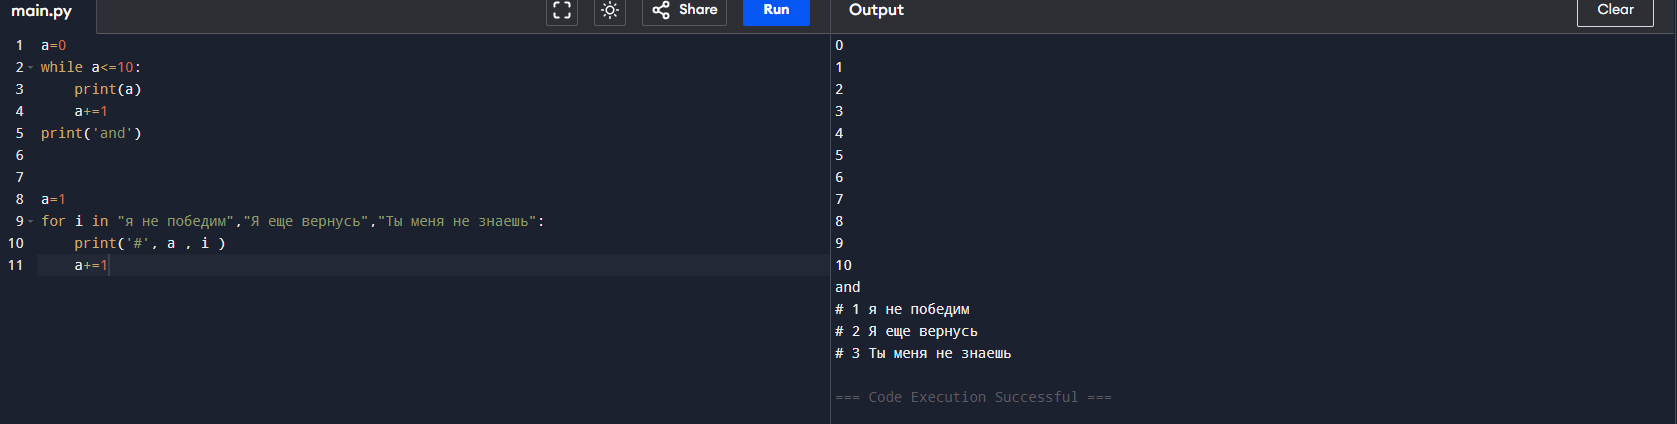 main.py Share Run Output Clear
1 a=0
2 while a<=10:
3 print(a)
4 a+=1
5 print('and')
6
7
8 a=1
9 for i in "я не победим","Я еще вернусь","Ты меня не знаешь":
10 print('#', a , i )
11 a+=1
0
1
2
3
4
5
6
7
8
9
10
and
# 1 я не победим
# 2 Я еще вернусь
# 3 Ты меня не знаешь
=== Code Execution Successful ===